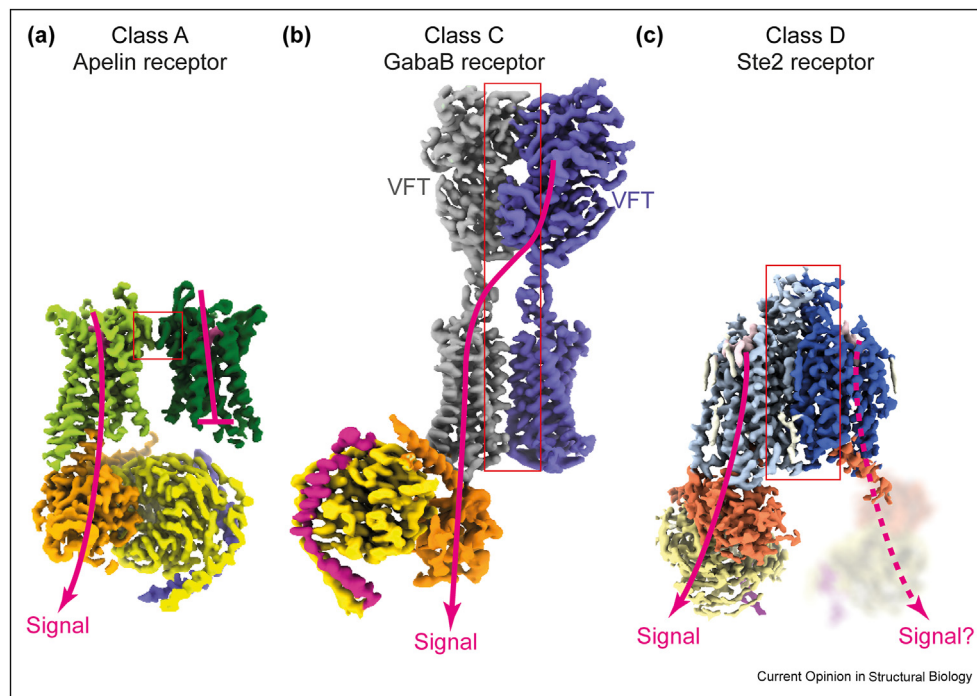 (a) Class A
Apelin receptor
(b) Class C
GabaB receptor
(c) Class D
Ste2 receptor
VFT
VFT
Signal
Signal
Signal
Signal?
Current Opinion in Structural Biology